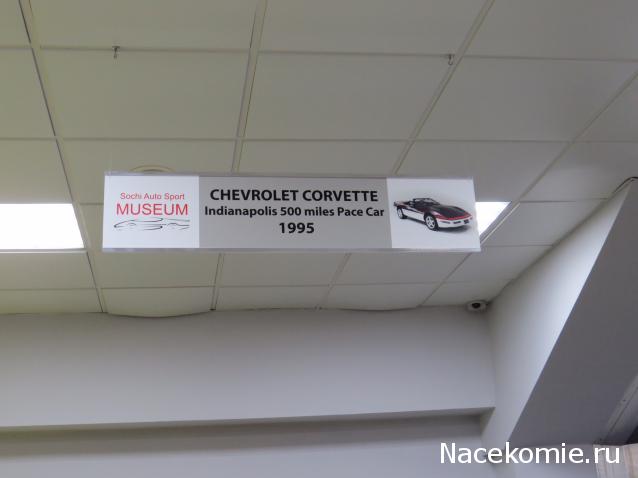 Sochi Auto Sport
MUSEUM
CHEVROLET CORVETTE
Indianapolis 500 miles Pace Car
1995
Nacekomie.ru